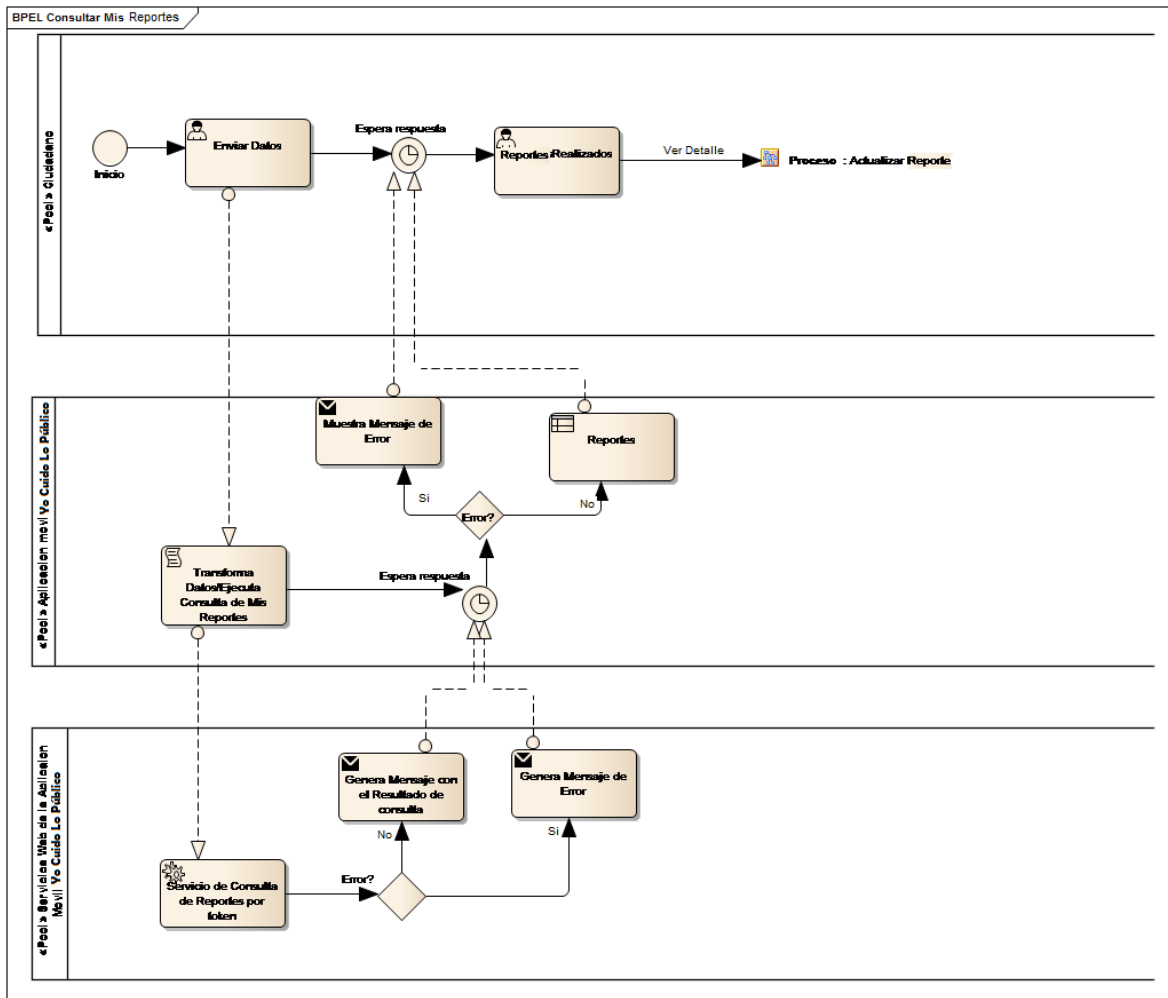 BPEL Consultar Mis Reportes
«Pool» Ciudadano
Inicio
Enviar Datos
Espera respuesta
Reportes Realizados
Ver Detalle
Proceso : Actualizar Reporte
«Pool» Aplicacion movil Yo Cuido Lo Público
Muestra Mensaje de
Error
Reportes
Si
Error?
No
Transforma
Datos/Ejecuta
Consulta de Mis
Reportes
Espera respuesta
«Pool» Servicios Web de la Aplicacion
Movil Yo Cuido Lo Público
Genera Mensaje con
el Resultado de
consulta
Genera Mensaje de
Error
No
Si
Servicio de Consulta
de Reportes por
token
Error?